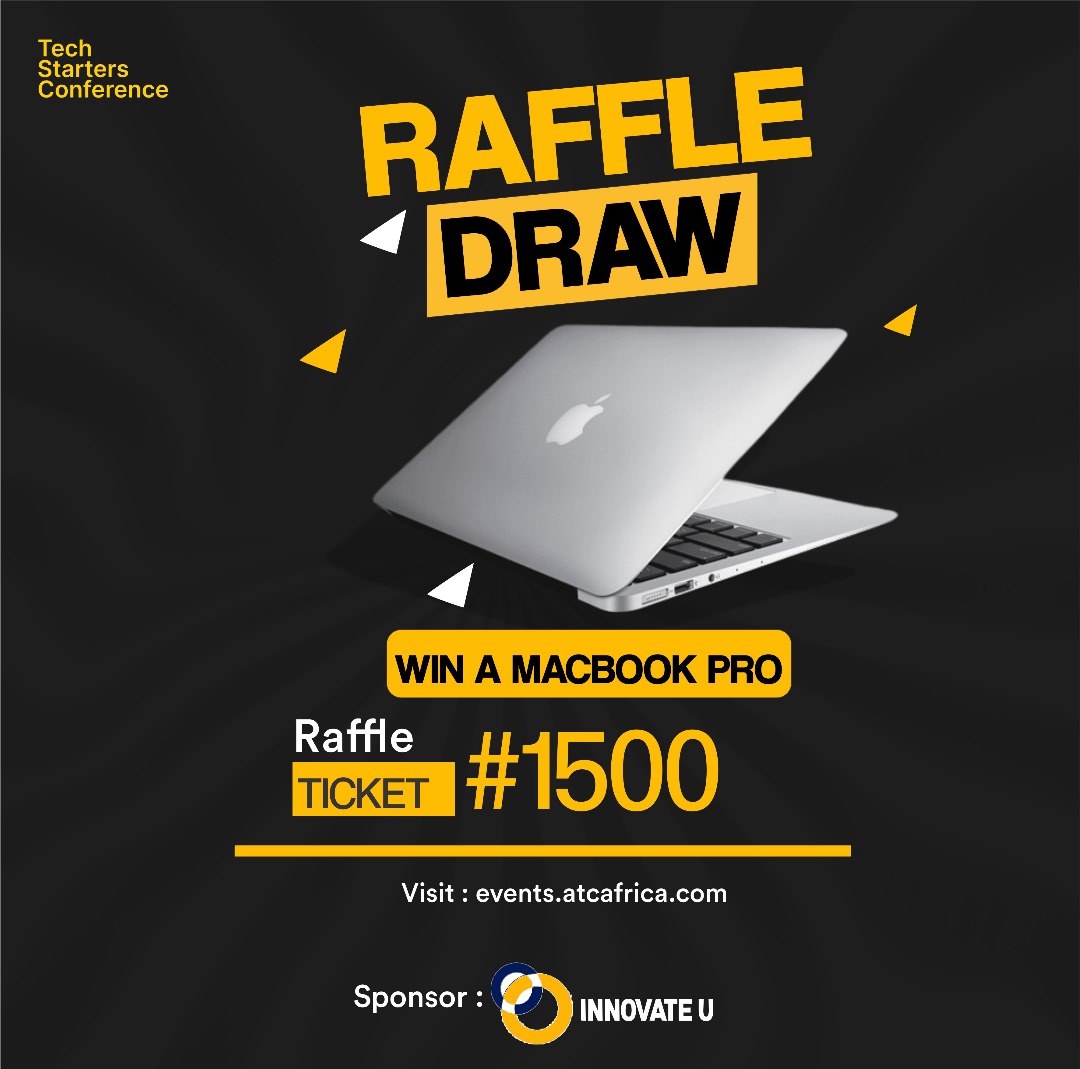 Tech
Starters
Conference
RAFFLE
DRAW
WIN A MACBOOK PRO
Raffle
TICKET #1500
Visit : events.atcafrica.com
Sponsor : INNOVATE U